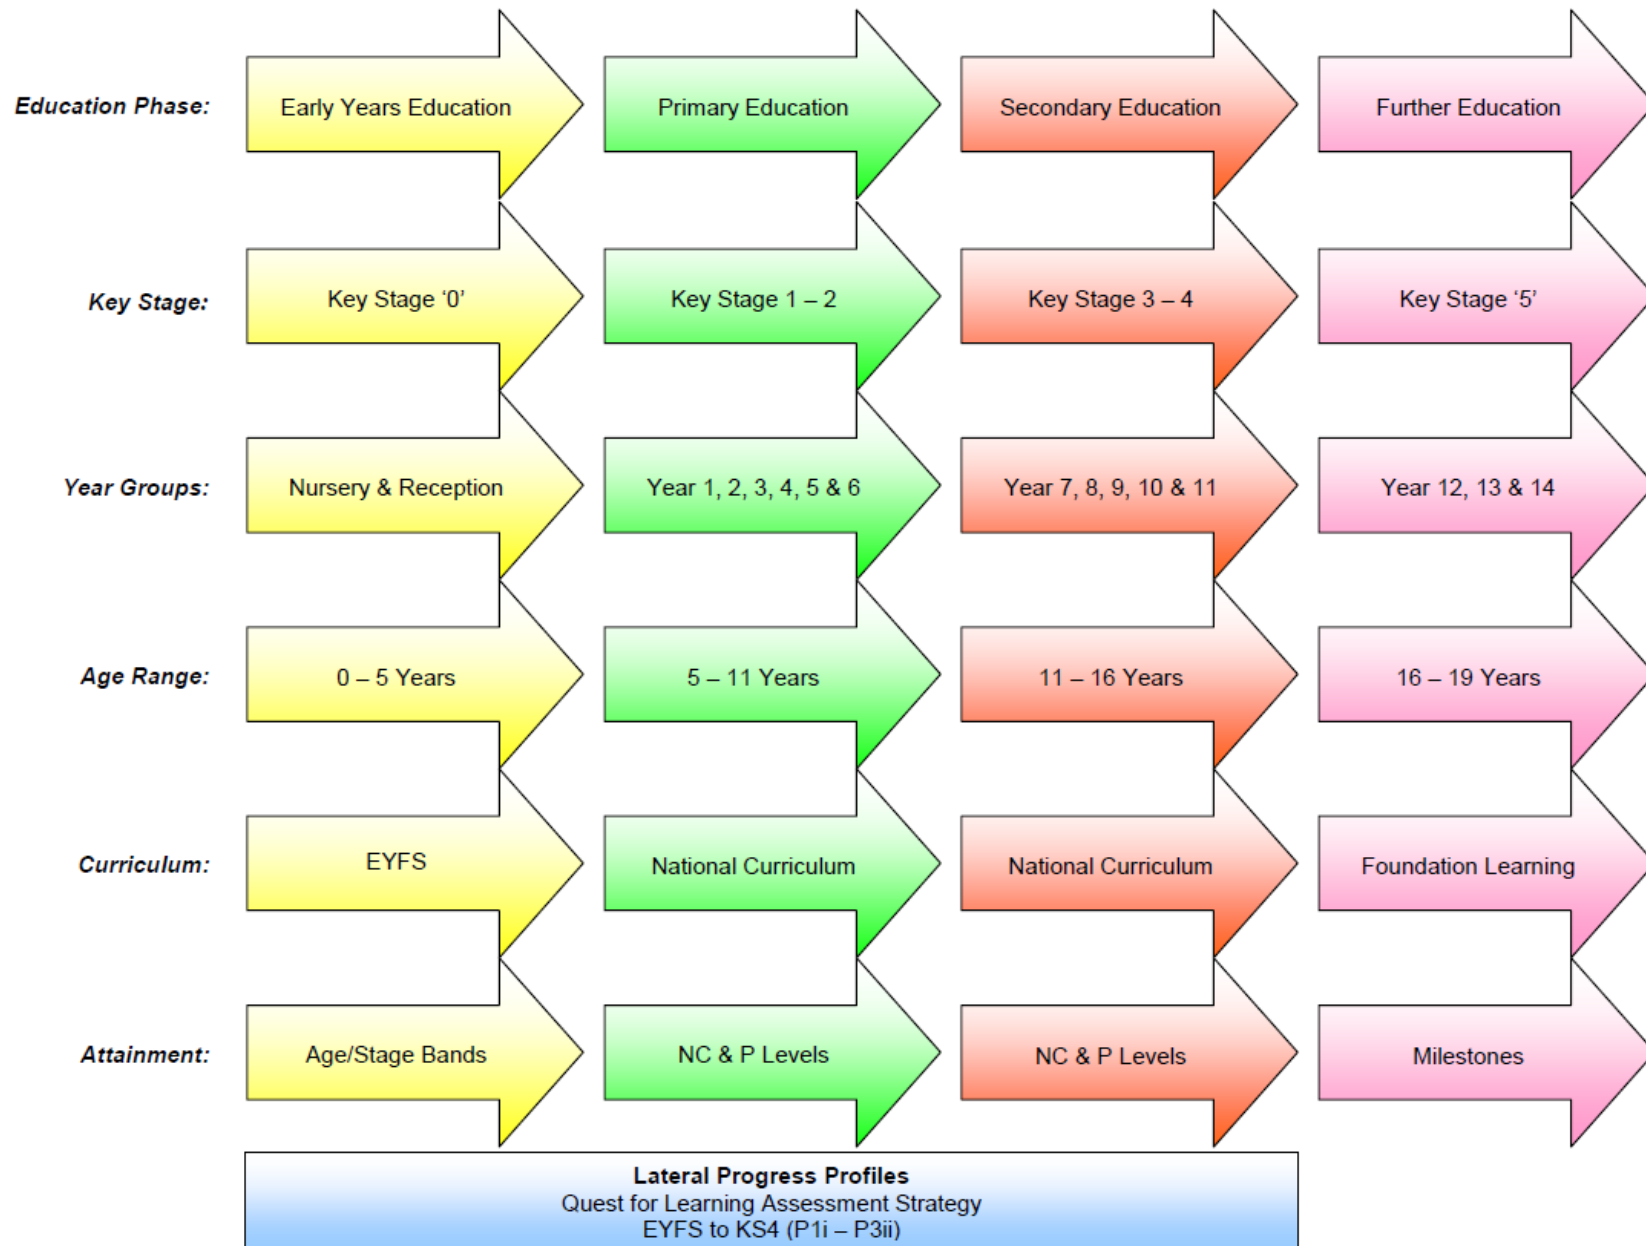 Education Phase:
Early Years Education
Primary Education
Secondary Education
Further Education
Key Stage:
Key Stage ‘0’
Key Stage 1 – 2
Key Stage 3 – 4
Key Stage ‘5’
Year Groups:
Nursery & Reception
Year 1, 2, 3, 4, 5 & 6
Year 7, 8, 9, 10 & 11
Year 12, 13 & 14
Age Range:
0 – 5 Years
5 – 11 Years
11 – 16 Years
16 – 19 Years
Curriculum:
EYFS
National Curriculum
National Curriculum
Foundation Learning
Attainment:
Age/Stage Bands
NC & P Levels
NC & P Levels
Milestones
Lateral Progress Profiles
Quest for Learning Assessment Strategy
EYFS to KS4 (P1i – P3ii)